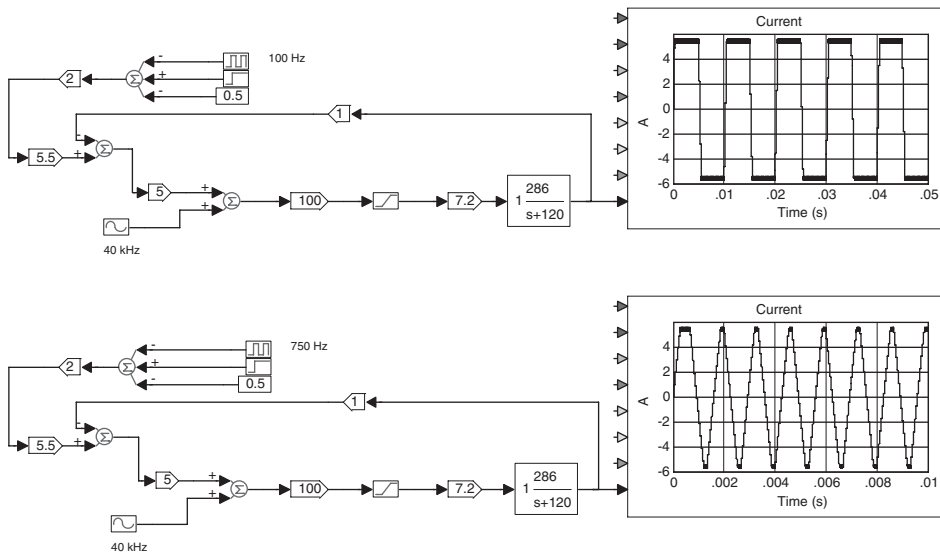 Current
100 Hz
-
+
-
0.5
2
1
5.5
-
+
Σ
Σ
5
+
+
Σ
100
7.2
1 286
s+120
40 kHz
A
4
2
0
-2
-4
-6
0 .01 .02 .03 .04 .05
Time (s)
Current
750 Hz
-
+
-
0.5
2
1
5.5
-
+
Σ
Σ
5
+
+
Σ
100
7.2
1 286
s+120
40 kHz
A
4
2
0
-2
-4
-6
0 .002 .004 .006 .008 .01
Time (s)